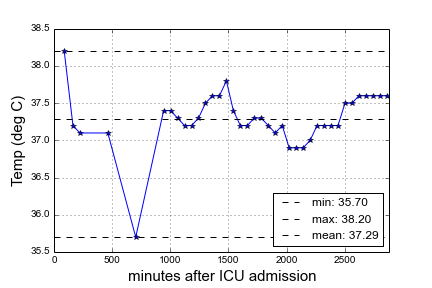 38.5
38.0
37.5
37.0
36.5
36.0
35.5
Temp (deg C)
0 500 1000 1500 2000 2500
minutes after ICU admission
min: 35.70
max: 38.20
mean: 37.29